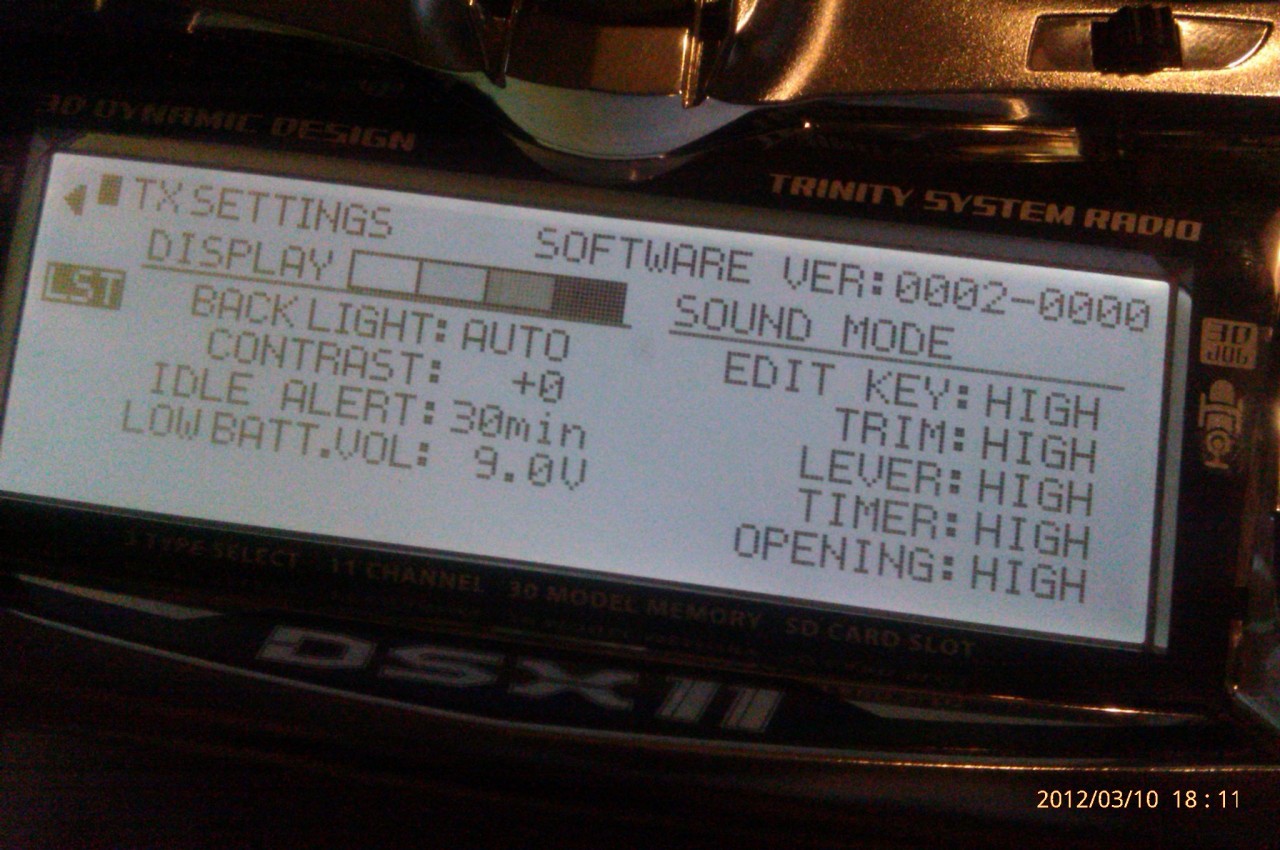 3D DYNAMIC DESIGN
TRINITY SYSTEM RADIO
TX SETTINGS
SOFTWARE VER:0002-0000
DISPLAY
LST
BACK LIGHT:AUTO
CONTRAST: +0
IDLE ALERT:30min
LOW BATT.VOL: 9.0V
SOUND MODE
EDIT KEY:HIGH
TRIM:HIGH
LEVER:HIGH
TIMER:HIGH
OPENING:HIGH
3D
JOG
3 TYPE SELECT 11 CHANNEL 30 MODEL MEMORY SD CARD SLOT
DSX11
2012/03/10 18:11